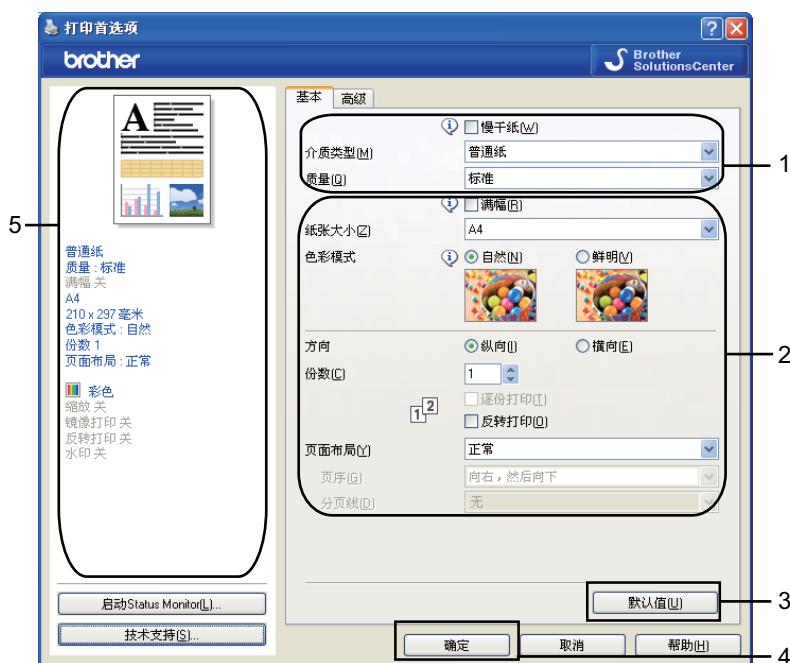 打印首选项
brother
Brother
SolutionsCenter
A
普通纸
质量 : 标准
满幅 关
A4
210 x 297 毫米
色彩模式 : 自然
份数 1
页面布局 : 正常
彩色
缩放 关
镜像打印 关
反转打印 关
水印 关
启动Status Monitor(L)...
技术支持(S)...
基本 高级
慢干纸(W)
介质类型(M) 普通纸
质量(Q) 标准
满幅(R)
纸张大小(Z) A4
色彩模式 自然(N) 鲜明(V)
方向 纵向(I) 横向(E)
份数(C) 1
逐份打印(T)
12
反转打印(O)
页面布局(Y) 正常
页序(G) 向右，然后向下
分页线(D) 无
默认值(U)
确定 取消 帮助(H)
1
2
3
4
5